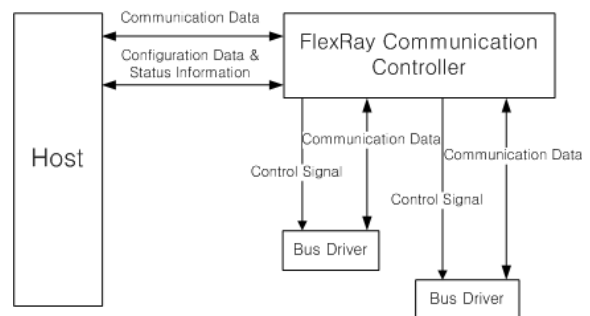 Communication Data
FlexRay Communication
Controller
Configuration Data &
Status Information
Host
Communication Data
Communication Data
Control Signal
Control Signal
Bus Driver
Bus Driver